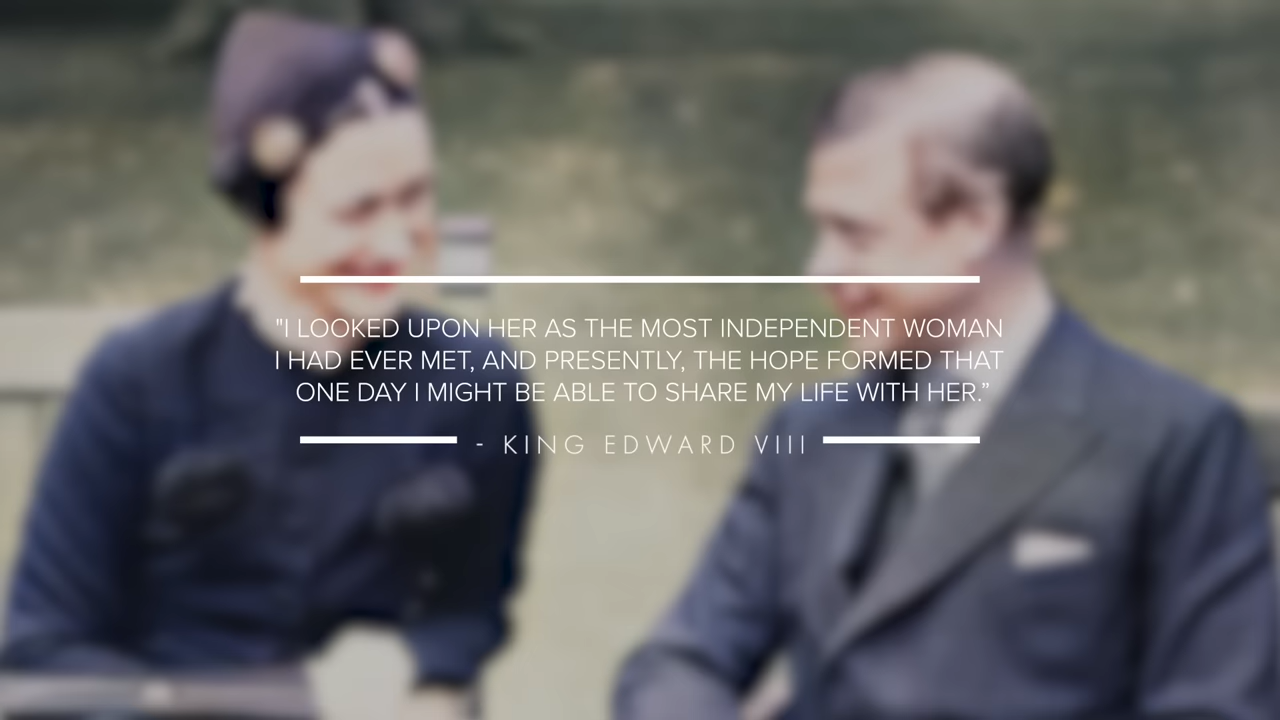 "I LOOKED UPON HER AS THE MOST INDEPENDENT WOMAN
I HAD EVER MET, AND PRESENTLY, THE HOPE FORMED THAT
ONE DAY I MIGHT BE ABLE TO SHARE MY LIFE WITH HER.”
- KING EDWARD VIII